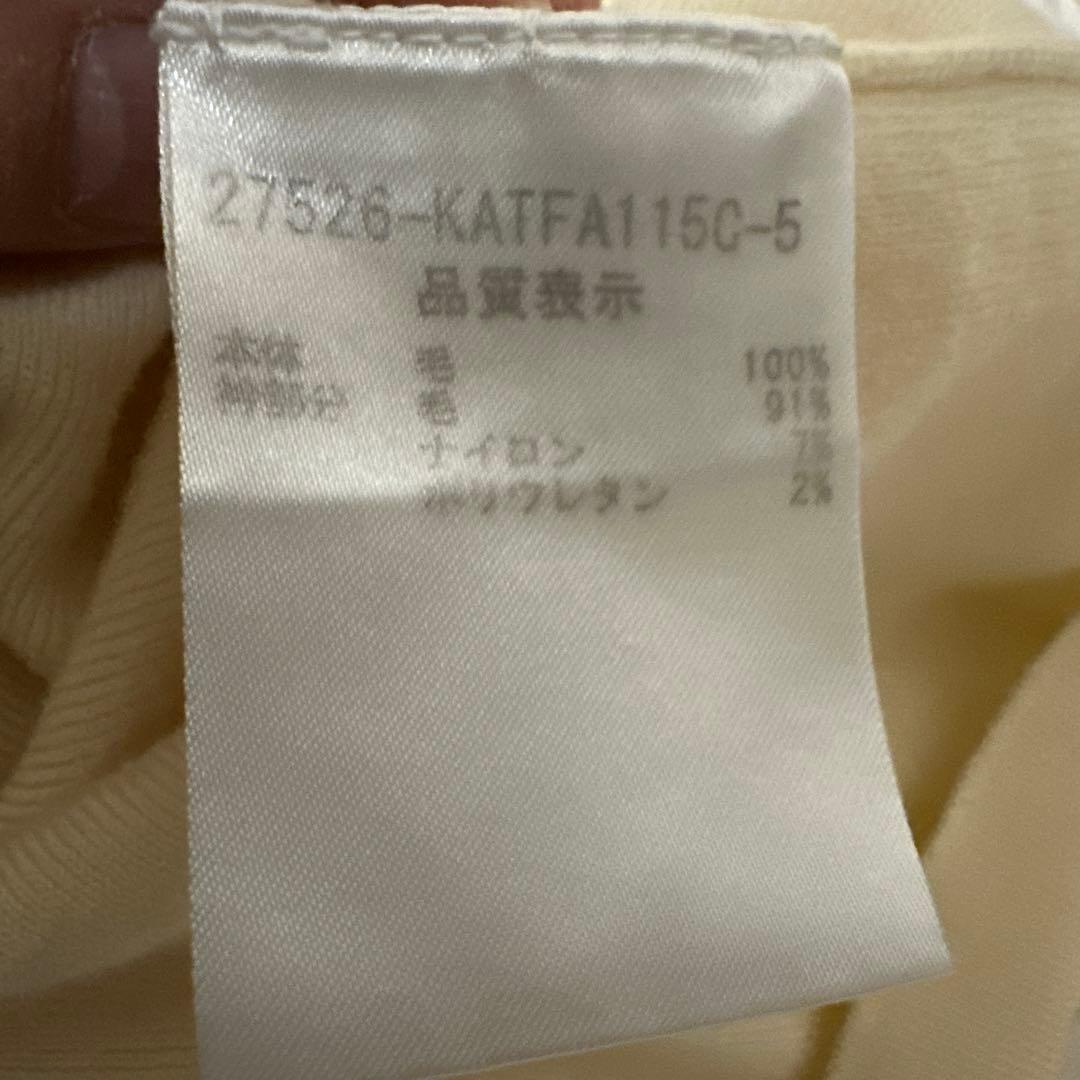 27526-KATFA115C-5
品質表示
本体 毛 100%
衿部分 毛 91%
ナイロン 7%
ポリウレタン 2%